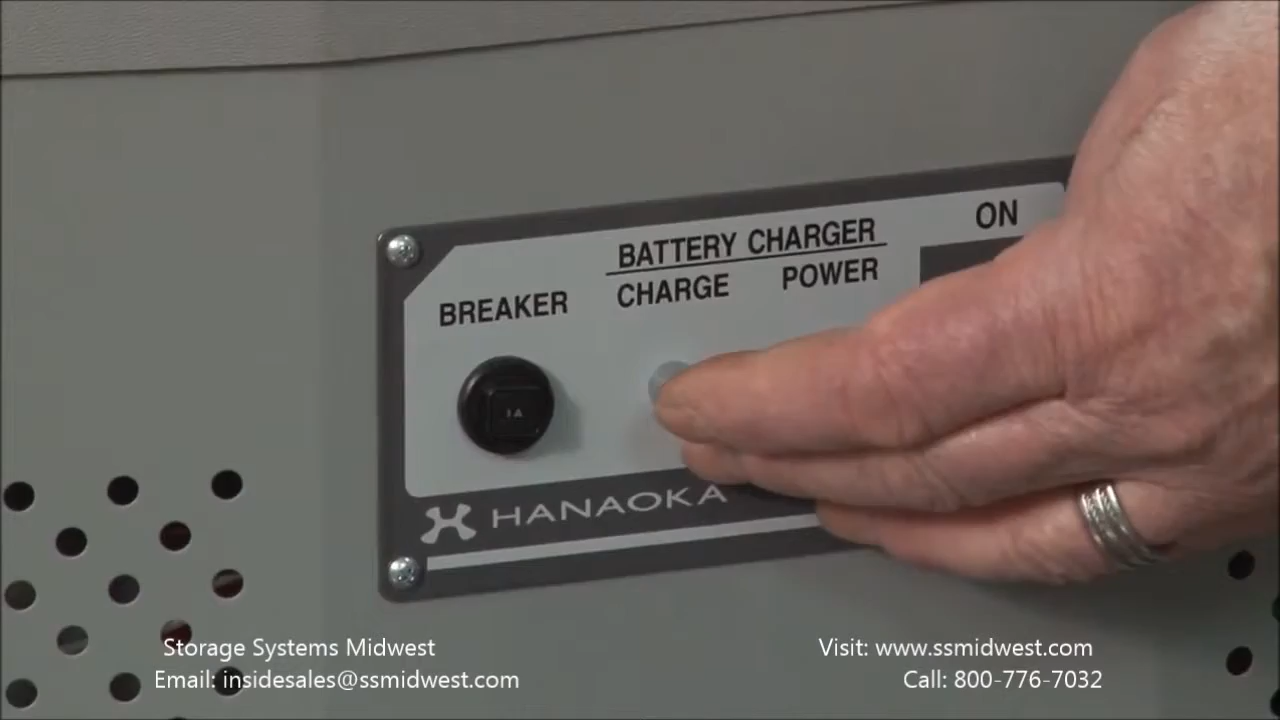 ON
BATTERY CHARGER
CHARGE POWER
BREAKER
1A
HANAOKA
Storage Systems Midwest
Email: insidesales@ssmidwest.com
Visit: www.ssmidwest.com
Call: 800-776-7032